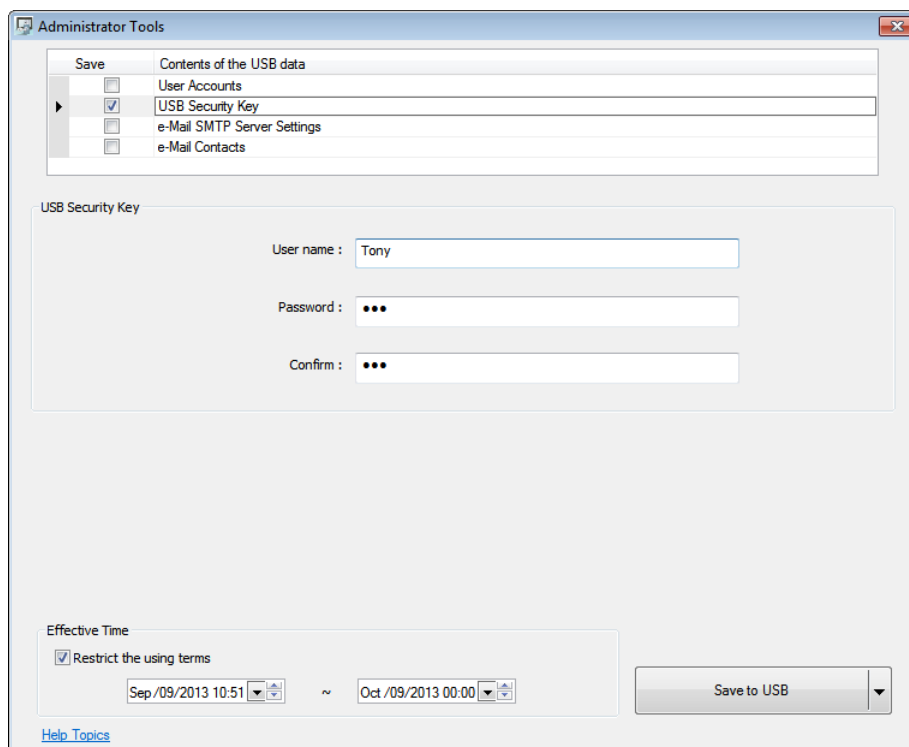 Administrator Tools
Save Contents of the USB data
User Accounts
USB Security Key
e-Mail SMTP Server Settings
e-Mail Contacts
USB Security Key
User name : Tony
Password : •••
Confirm : •••
Effective Time
Restrict the using terms
Sep /09/2013 10:51 ~ Oct /09/2013 00:00
Save to USB
Help Topics